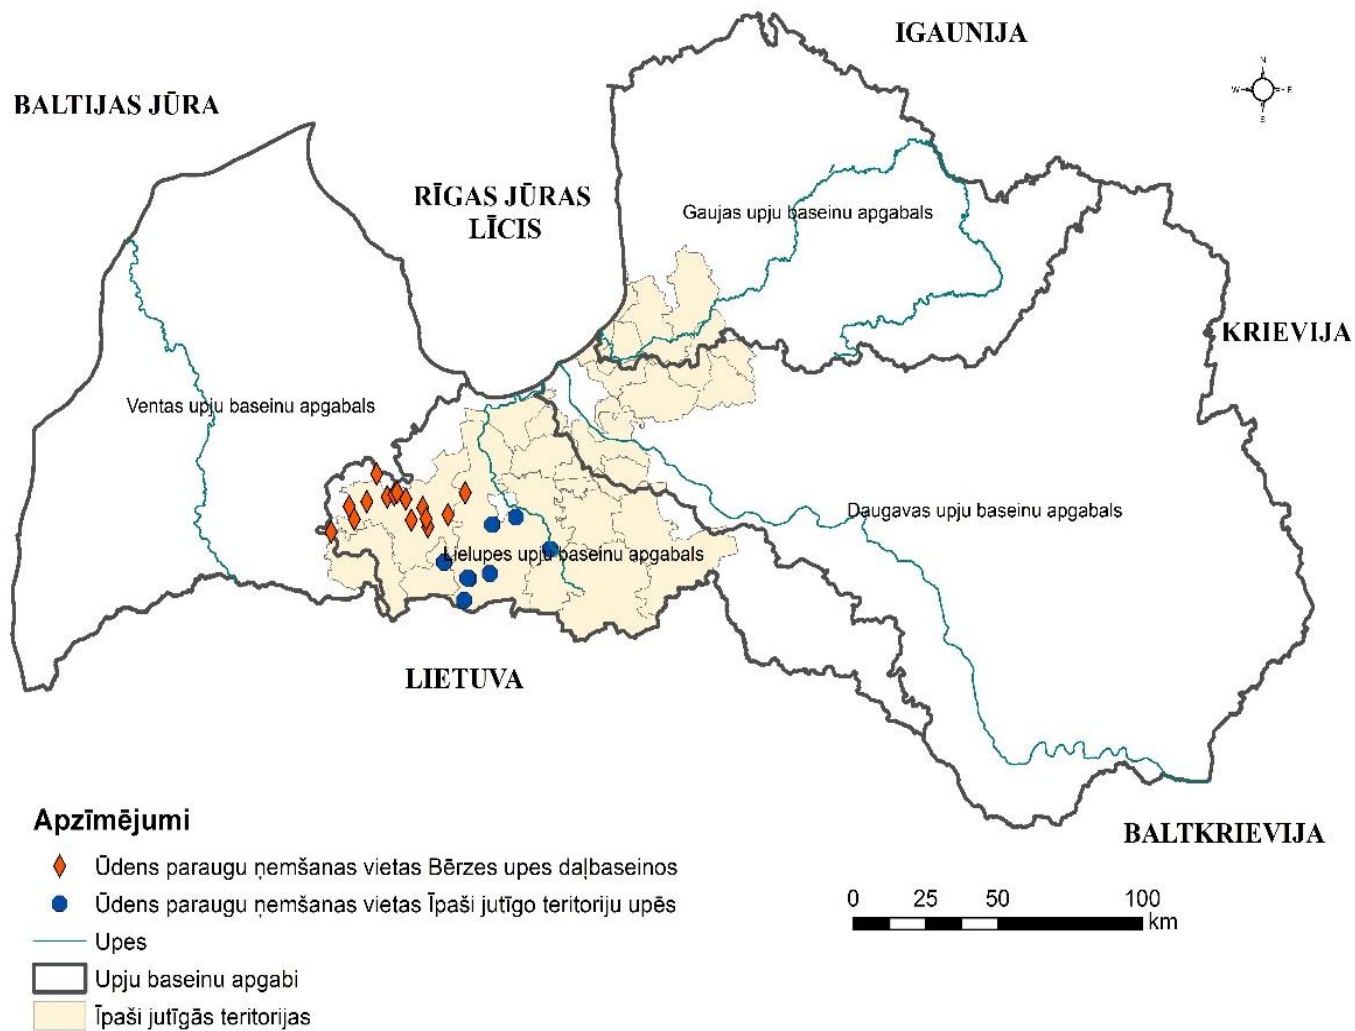 IGAUNIJA
N
W
E
S
BALTIJAS JŪRA
RĪGAS JŪRAS
LĪCIS
Gaujas upju baseinu apgabals
KRIEVIJA
Ventas upju baseinu apgabals
Daugavas upju baseinu apgabals
Lielupes upju baseinu apgabals
LIETUVA
BALTKRIEVIJA
Apzīmējumi
Ūdens paraugu ņemšanas vietas Bērzes upes daļbaseinos
Ūdens paraugu ņemšanas vietas Īpaši jutīgo teritoriju upēs
Upes
Upju baseinu apgabi
Īpaši jutīgās teritorijas
0 25 50 100
km